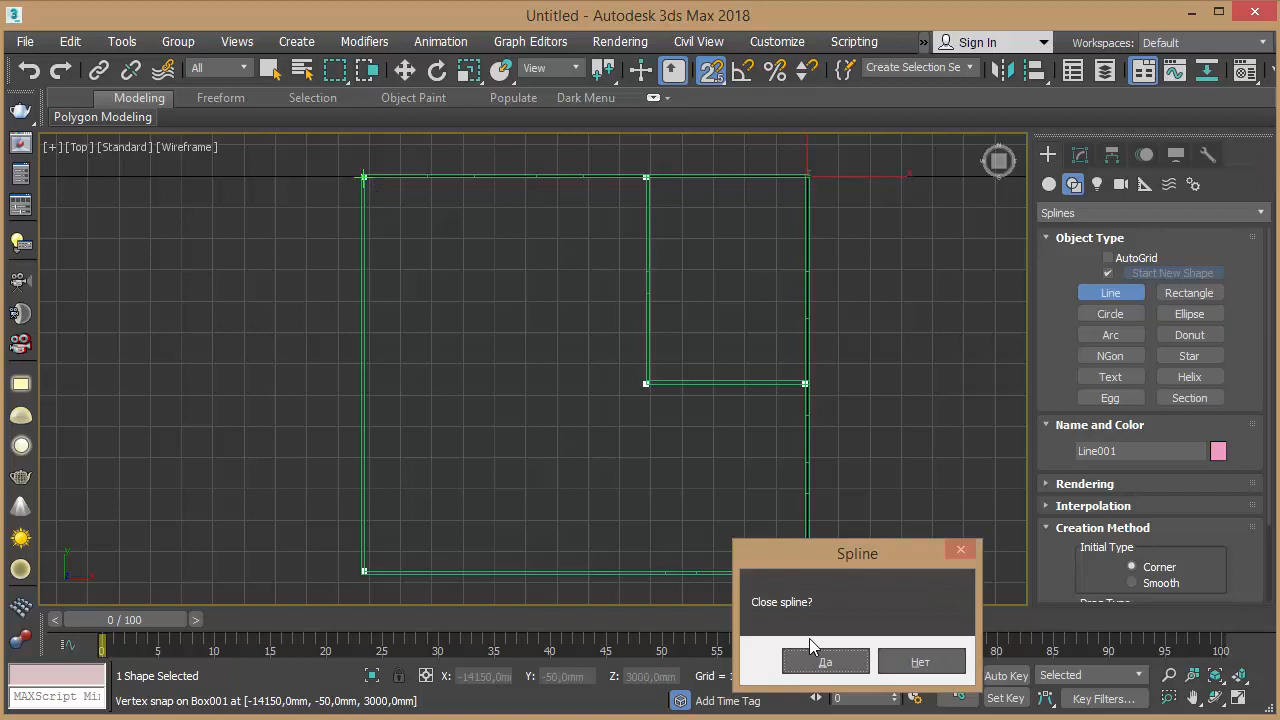 Untitled - Autodesk 3ds Max 2018
File Edit Tools Group Views Create Modifiers Animation Graph Editors Rendering Civil View Customize Scripting » Sign In Workspaces: Default
All View 2.5 Create Selection Se
Modeling Freeform Selection Object Paint Populate Dark Menu
Polygon Modeling
[+] [Top] [Standard] [Wireframe]
x
y
x
Splines
Object Type
AutoGrid
Start New Shape
Line Rectangle
Circle Ellipse
Arc Donut
NGon Star
Text Helix
Egg Section
Name and Color
Line001
Rendering
Interpolation
Creation Method
Initial Type
Corner
Smooth
Spline
Close spline?
Да Нет
< 0 / 100 >
0 5 10 15 20 25 30 35 40 45 50 55 90 95 100
1 Shape Selected X: -14150,0mm Y: -50,0mm Z: 3000,0mm Grid = 1 Auto Key Selected
MAXScript Mi Vertex snap on Box001 at [-14150,0mm, -50,0mm, 3000,0mm] Add Time Tag 0 Set Key Key Filters...